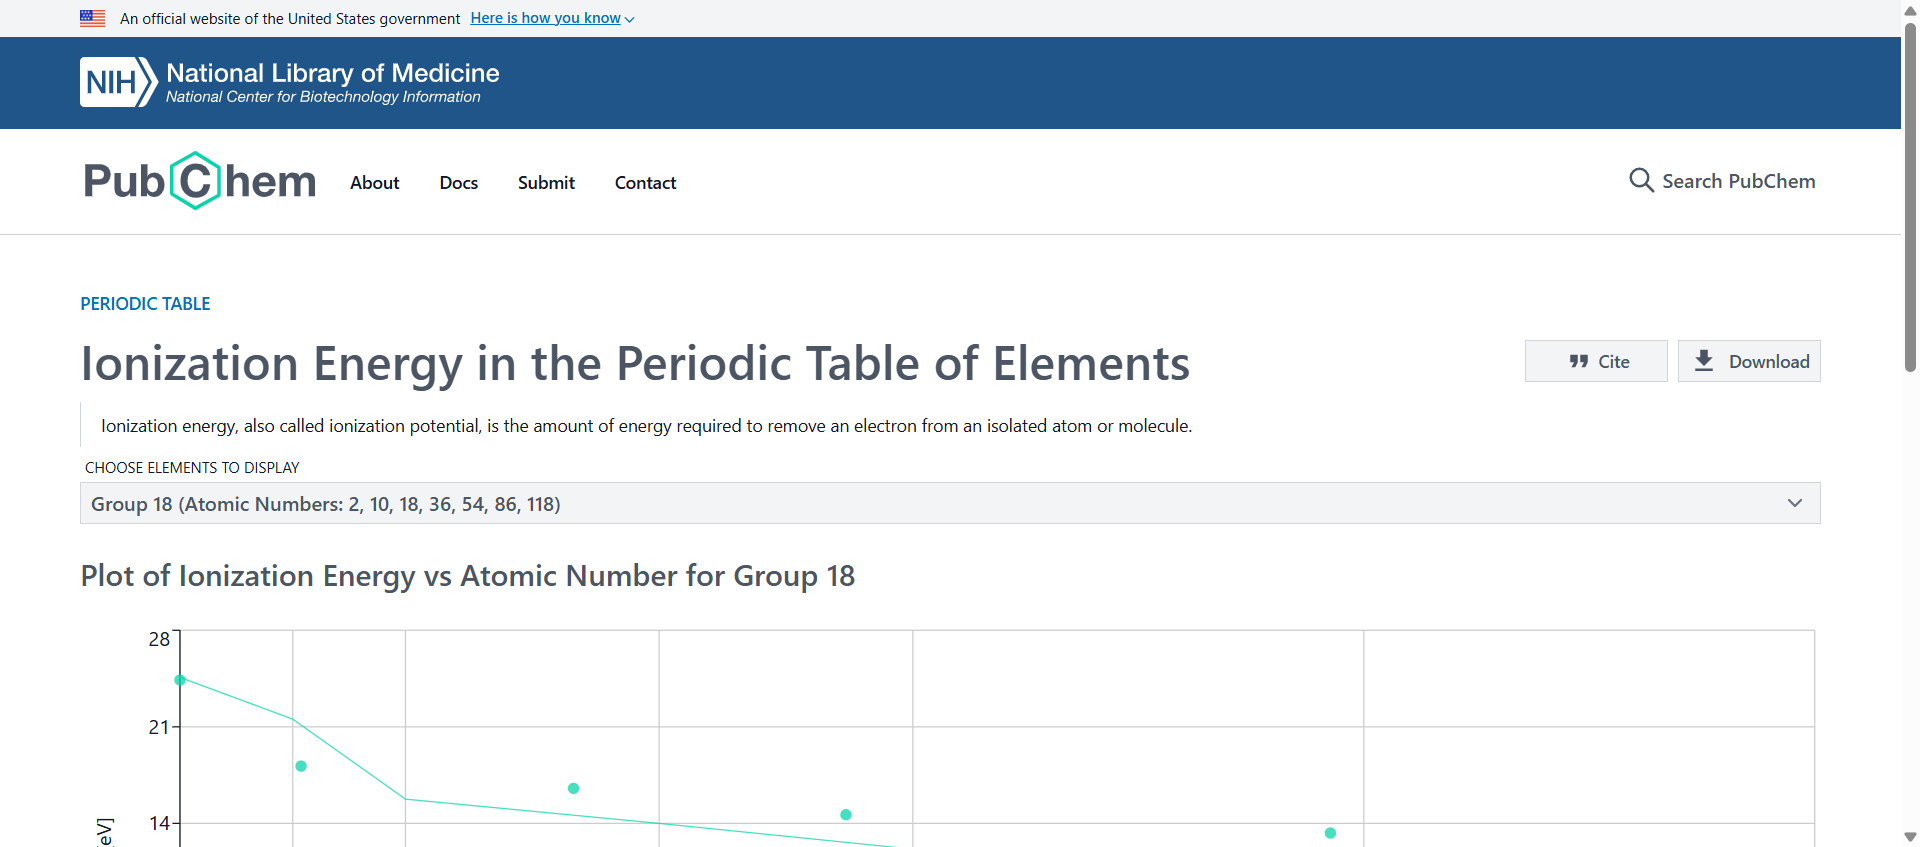 An official website of the United States government Here is how you know
NIH National Library of Medicine
National Center for Biotechnology Information
PubChem About Docs Submit Contact Search PubChem
PERIODIC TABLE
Ionization Energy in the Periodic Table of Elements
Cite Download
Ionization energy, also called ionization potential, is the amount of energy required to remove an electron from an isolated atom or molecule.
CHOOSE ELEMENTS TO DISPLAY
Group 18 (Atomic Numbers: 2, 10, 18, 36, 54, 86, 118)
Plot of Ionization Energy vs Atomic Number for Group 18
28
21
14
eV]